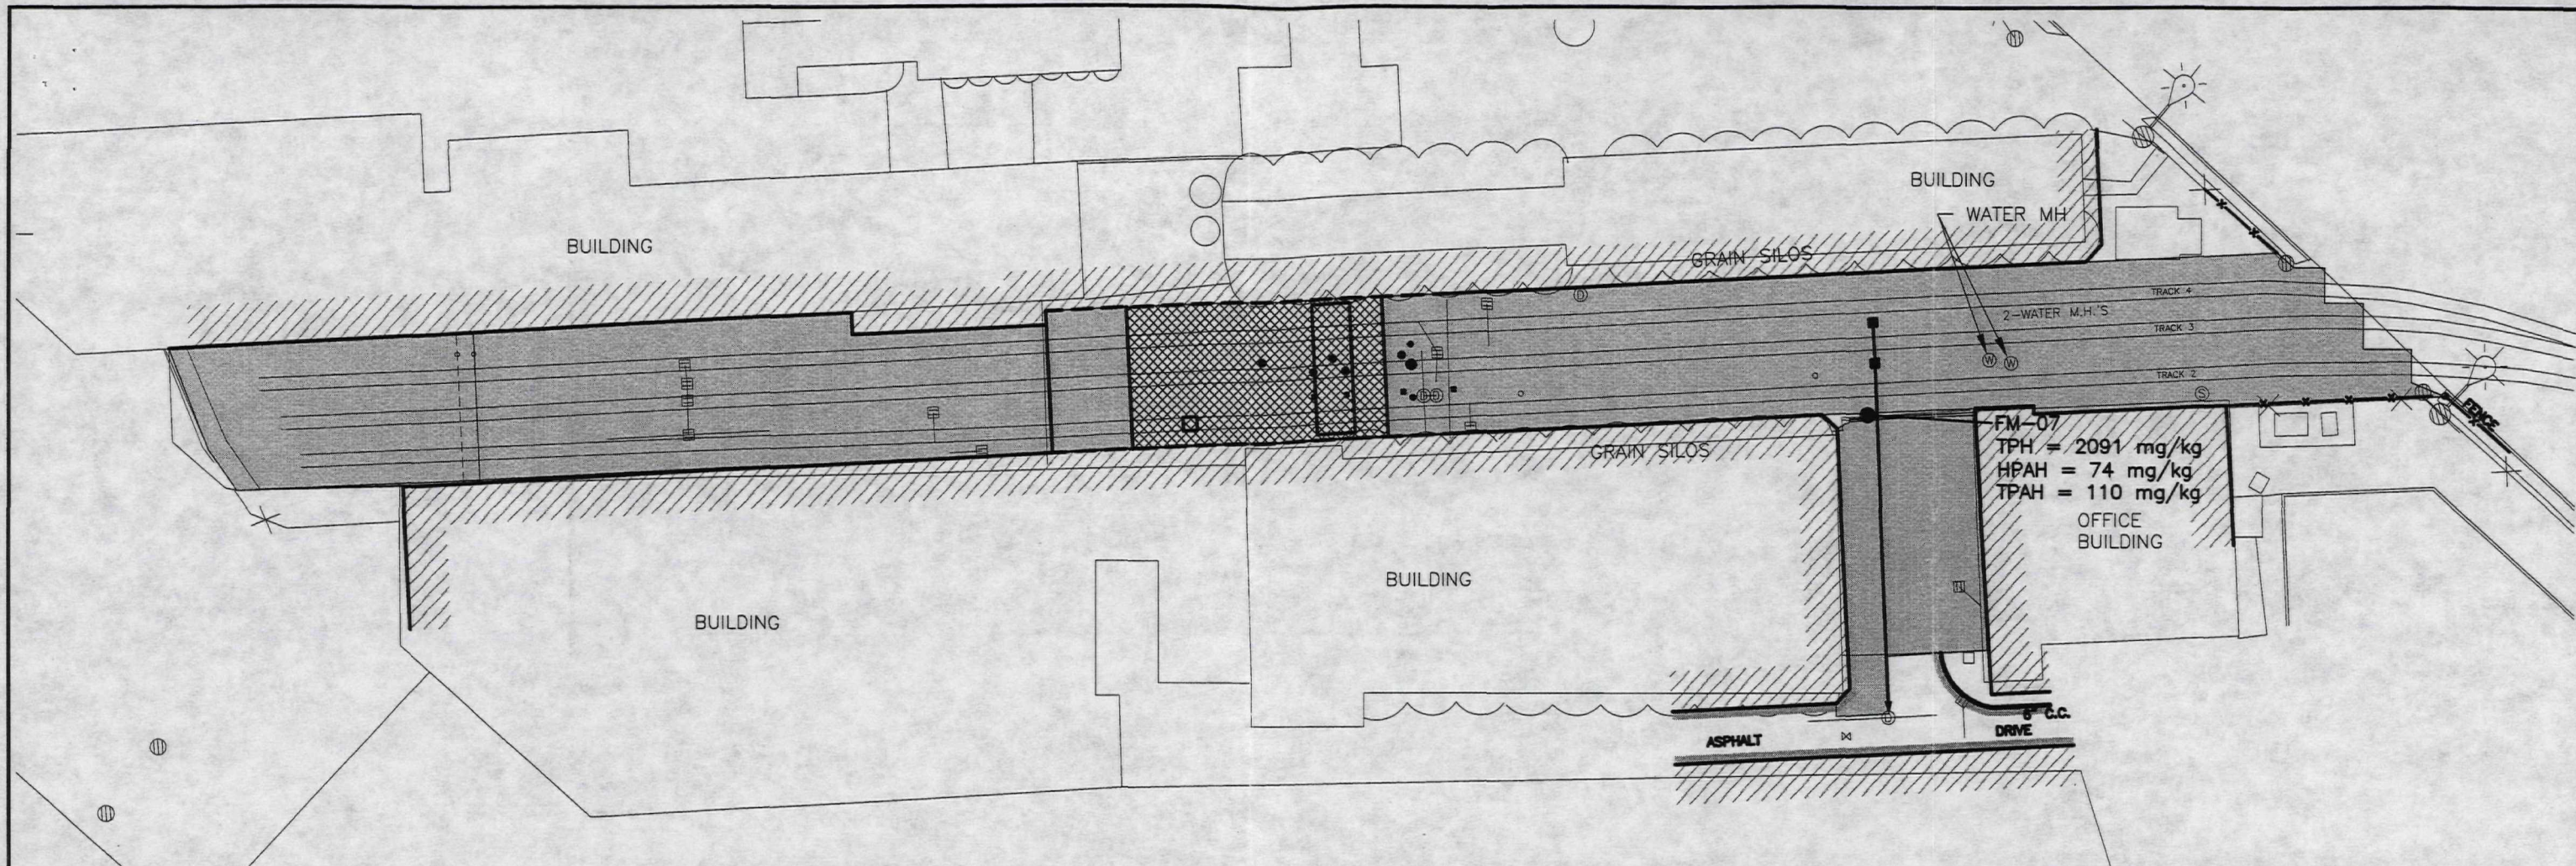 BUILDING
WATER MH
BUILDING
GRAIN SILOS
TRACK 4
2-WATER M.H.'S
TRACK 3
TRACK 2
D
W
W
S
FENCE
FM-07
TPH = 2091 mg/kg
HPAH = 74 mg/kg
TPAH = 110 mg/kg
GRAIN SILOS
OFFICE
BUILDING
BUILDING
BUILDING
6" C.C.
ASPHALT
DRIVE